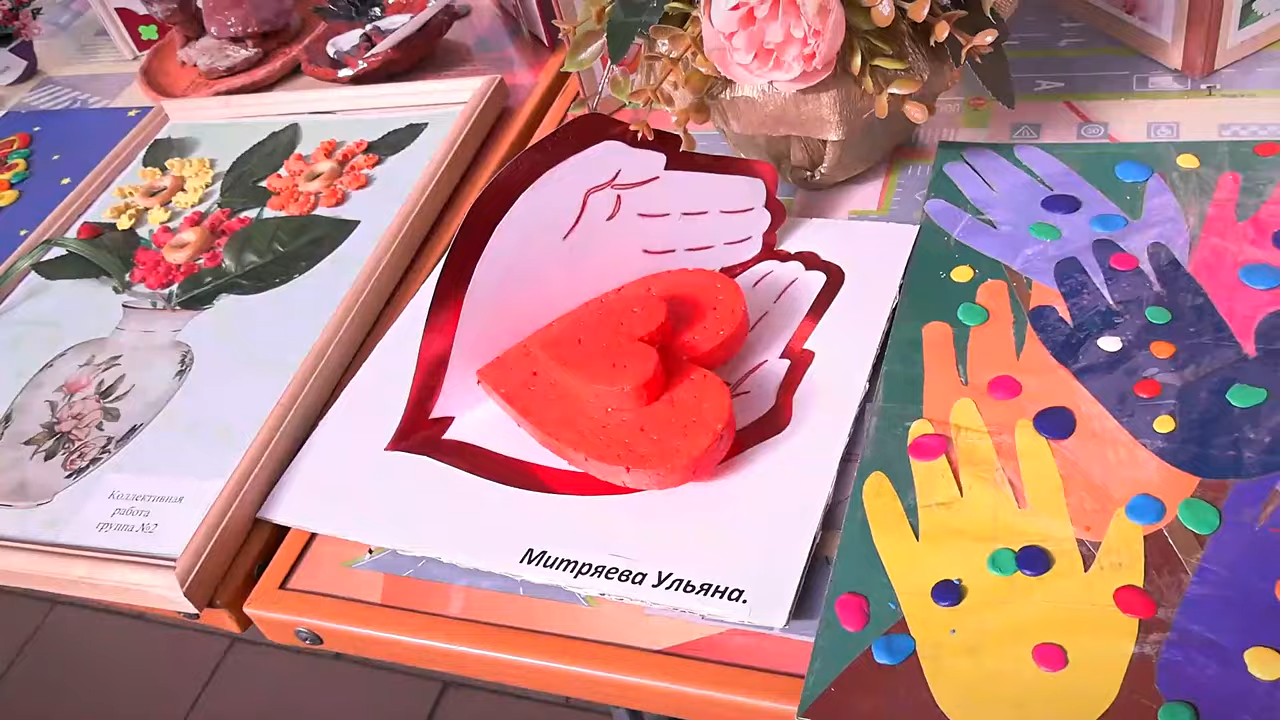 Коллективная
работа
группа №2
Митряева Ульяна.